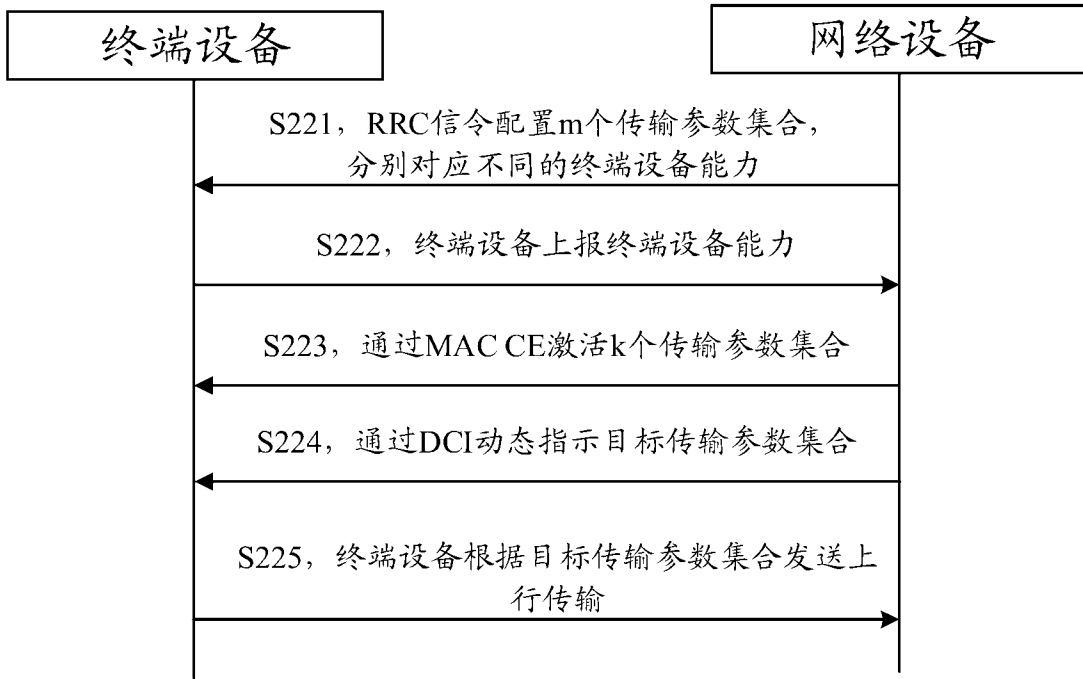 终端设备
网络设备
S221，RRC信令配置m个传输参数集合，
分别对应不同的终端设备能力
S222，终端设备上报终端设备能力
S223，通过MAC CE激活k个传输参数集合
S224，通过DCI动态指示目标传输参数集合
S225，终端设备根据目标传输参数集合发送上
行传输